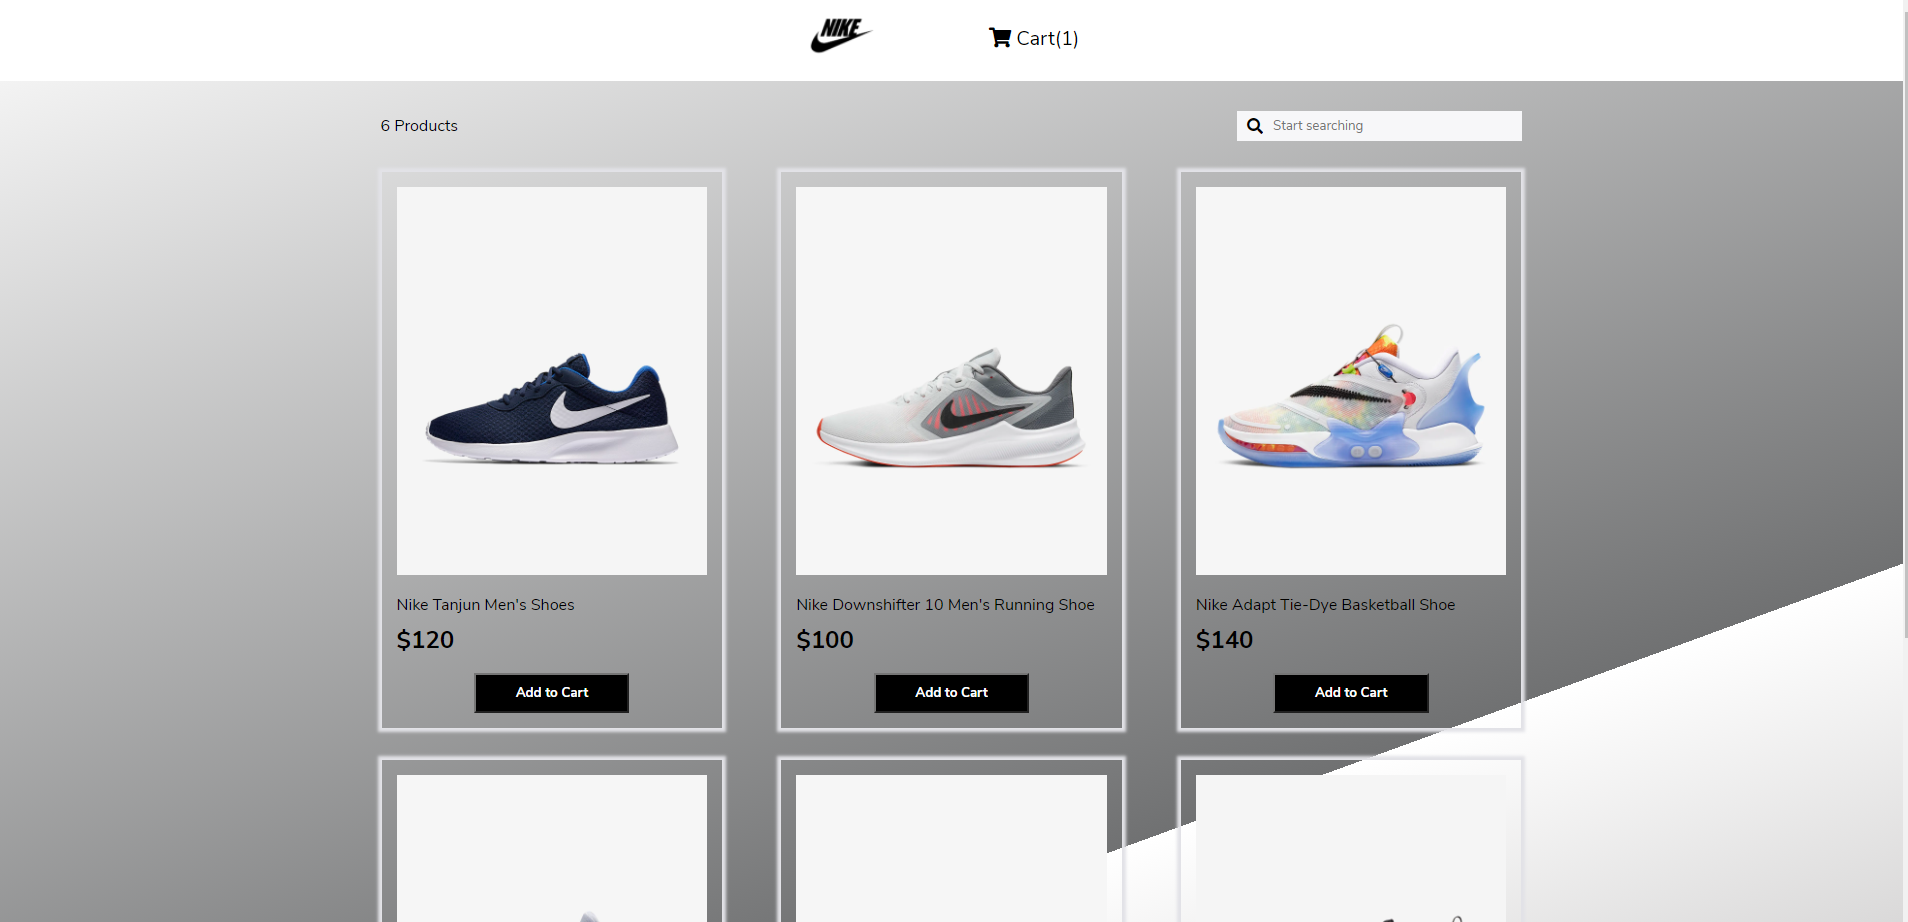 NIKE
Cart(1)
6 Products
Start searching
Nike Tanjun Men's Shoes
$120
Add to Cart
Nike Downshifter 10 Men's Running Shoe
$100
Add to Cart
Nike Adapt Tie-Dye Basketball Shoe
$140
Add to Cart